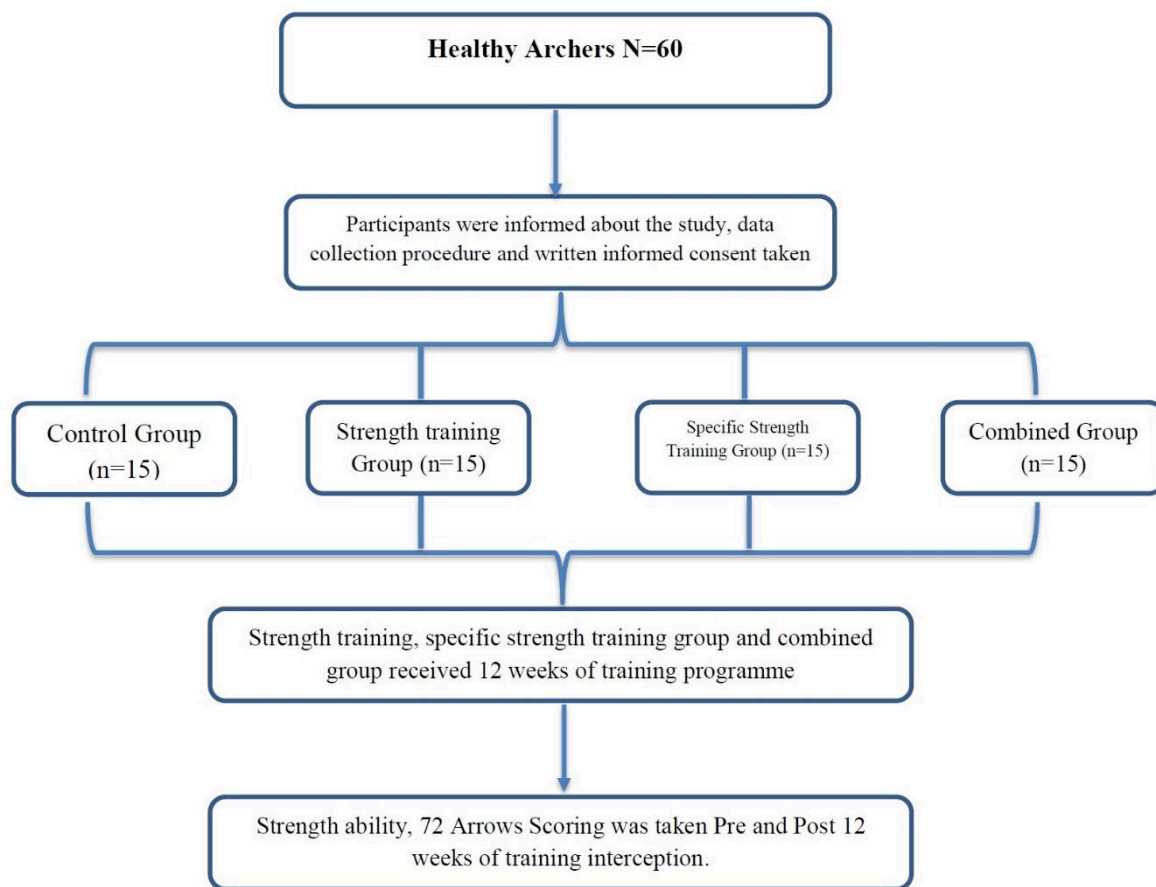 Healthy Archers N=60
Participants were informed about the study, data
collection procedure and written informed consent taken
Control Group
(n=15)
Strength training
Group (n=15)
Specific Strength
Training Group (n=15)
Combined Group
(n=15)
Strength training, specific strength training group and combined
group received 12 weeks of training programme
Strength ability, 72 Arrows Scoring was taken Pre and Post 12
weeks of training interception.